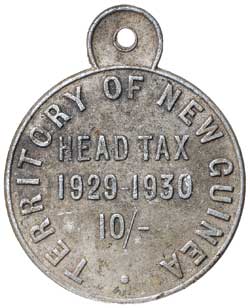 TERRITORY OF NEW GUINEA
HEAD TAX
1929-1930
10/-